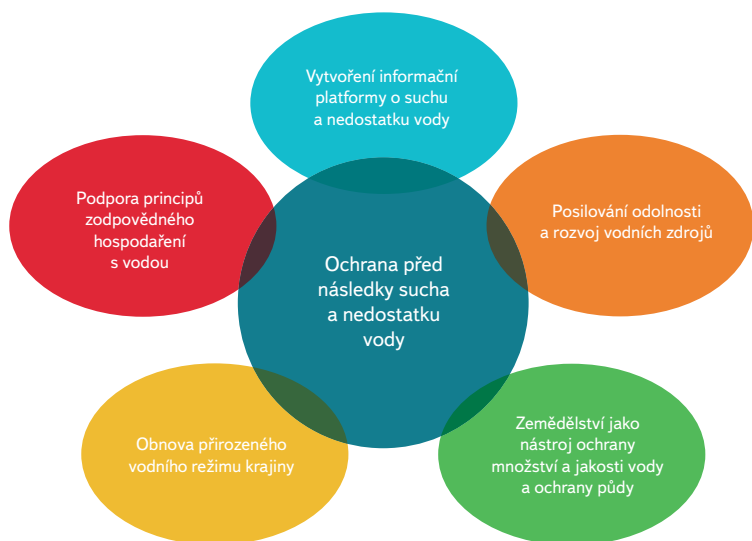 Vytvoření informační
platformy o suchu
a nedostatku vody
Podpora principů
zodpovědného
hospodaření
s vodou
Posilování odolnosti
a rozvoj vodních zdrojů
Ochrana před
následky sucha
a nedostatku
vody
Obnova přirozeného
vodního režimu krajiny
Zemědělství jako
nástroj ochrany
množství a jakosti vody
a ochrany půdy